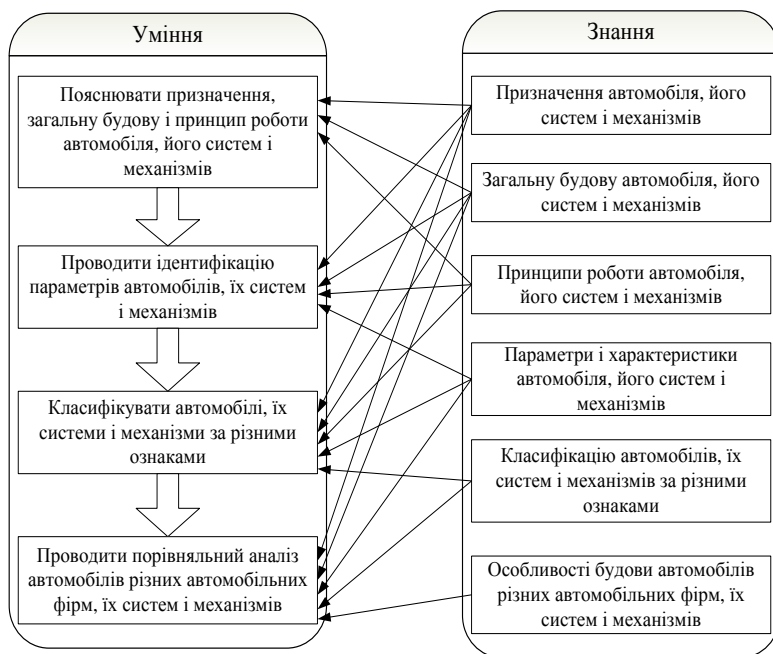 Уміння
Пояснювати призначення,
загальну будову і принцип роботи
автомобіля, його систем і
механізмів
Проводити ідентифікацію
параметрів автомобілів, їх систем
і механізмів
Класифікувати автомобілі, їх
системи і механізми за різними
ознаками
Проводити порівняльний аналіз
автомобілів різних автомобільних
фірм, їх систем і механізмів
Знання
Призначення автомобіля, його
систем і механізмів
Загальну будову автомобіля, його
систем і механізмів
Принципи роботи автомобіля,
його систем і механізмів
Параметри і характеристики
автомобіля, його систем і
механізмів
Класифікацію автомобілів, їх
систем і механізмів за різними
ознаками
Особливості будови автомобілів
різних автомобільних фірм, їх
систем і механізмів